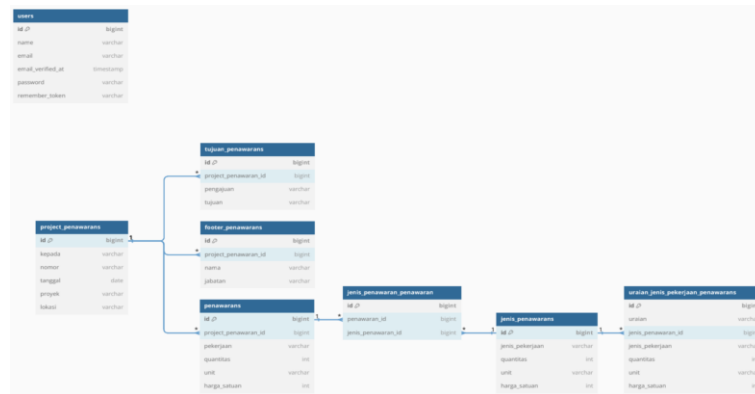 users
id bigint
name varchar
email varchar
email_verified_at timestamp
password varchar
remember_token varchar
tujuan_penawarans
id bigint
project_penawaran_id bigint
pengajuan varchar
tujuan varchar
project_penawarans
id bigint
kepada varchar
nomor varchar
tanggal date
proyek varchar
lokasi varchar
footer_penawarans
id bigint
project_penawaran_id bigint
nama varchar
jabatan varchar
penawarans
id bigint
project_penawaran_id bigint
pekerjaan varchar
quantitas int
unit varchar
harga_satuan int
jenis_penawaran_penawaran
id bigint
penawaran_id bigint
jenis_penawaran_id bigint
jenis_penawarans
id bigint
jenis_pekerjaan varchar
quantitas int
unit varchar
harga_satuan int
uraian_jenis_pekerjaan_penawarans
id
uraian
jenis_penawaran_id
jenis_pekerjaan
quantitas
unit
harga_satuan